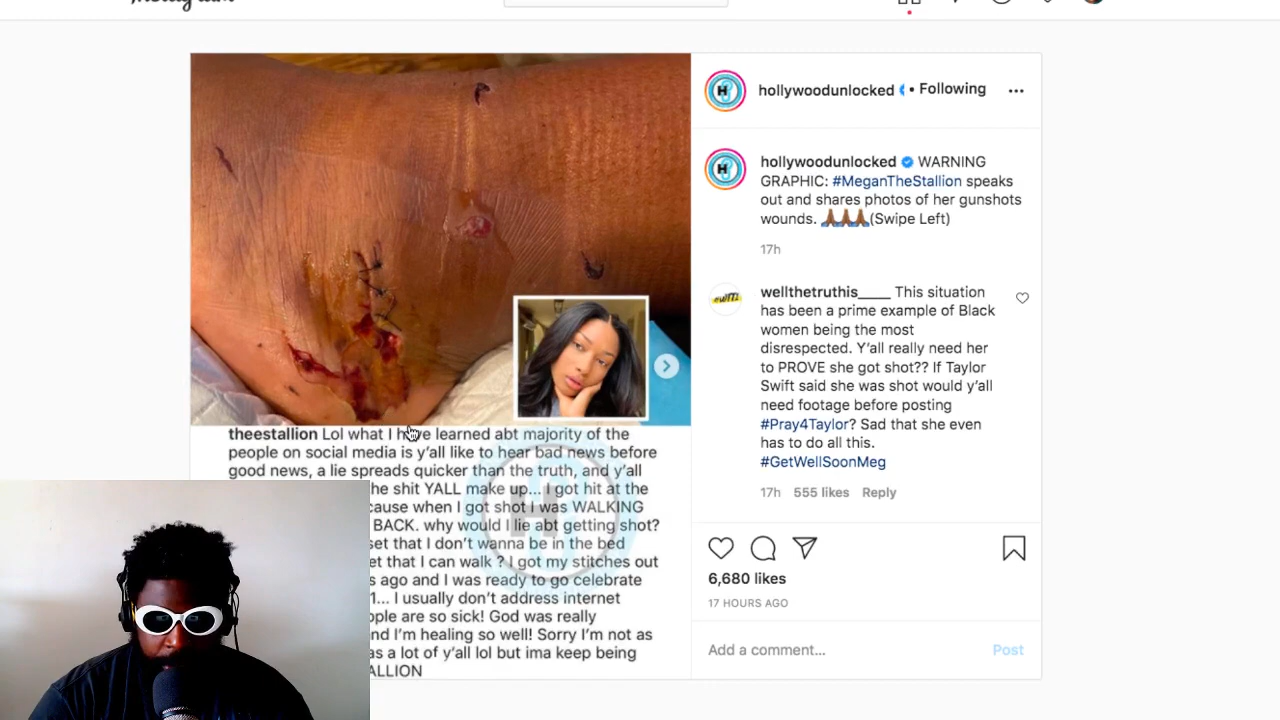 hollywoodunlocked • Following
hollywoodunlocked WARNING
GRAPHIC: #MeganTheStallion speaks
out and shares photos of her gunshots
wounds. 🙏🏾🙏🏾🙏🏾(Swipe Left)
17h
wellthetruthis____ This situation
has been a prime example of Black
women being the most
disrespected. Y'all really need her
to PROVE she got shot?? If Taylor
Swift said she was shot would y'all
need footage before posting
#Pray4Taylor? Sad that she even
has to do all this.
#GetWellSoonMeg
17h 555 likes Reply
6,680 likes
17 HOURS AGO
Add a comment... Post
theestallion Lol what I have learned abt majority of the
people on social media is y'all like to hear bad news before
good news, a lie spreads quicker than the truth, and y'all
he shit YALL make up... I got hit at the
cause when I got shot I was WALKING
BACK. why would I lie abt getting shot?
set that I don't wanna be in the bed
et that I can walk ? I got my stitches out
s ago and I was ready to go celebrate
1... I usually don't address internet
ople are so sick! God was really
nd I'm healing so well! Sorry I'm not as
as a lot of y'all lol but ima keep being
ALLION